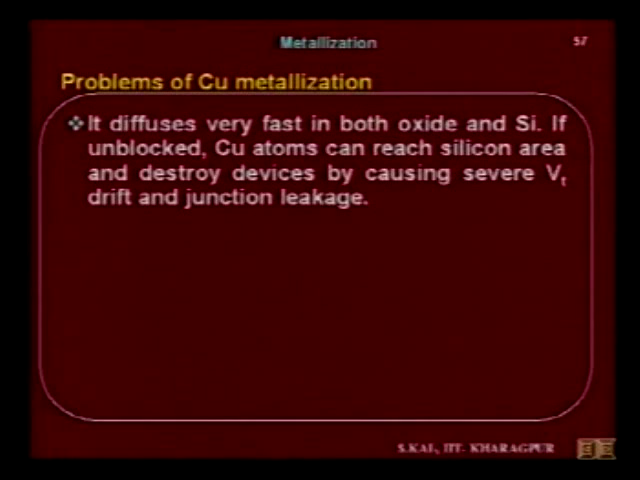 Metallization
57
Problems of Cu metallization
It diffuses very fast in both oxide and Si. If
unblocked, Cu atoms can reach silicon area
and destroy devices by causing severe Vt
drift and junction leakage.
S.KAL, IIT- KHARAGPUR